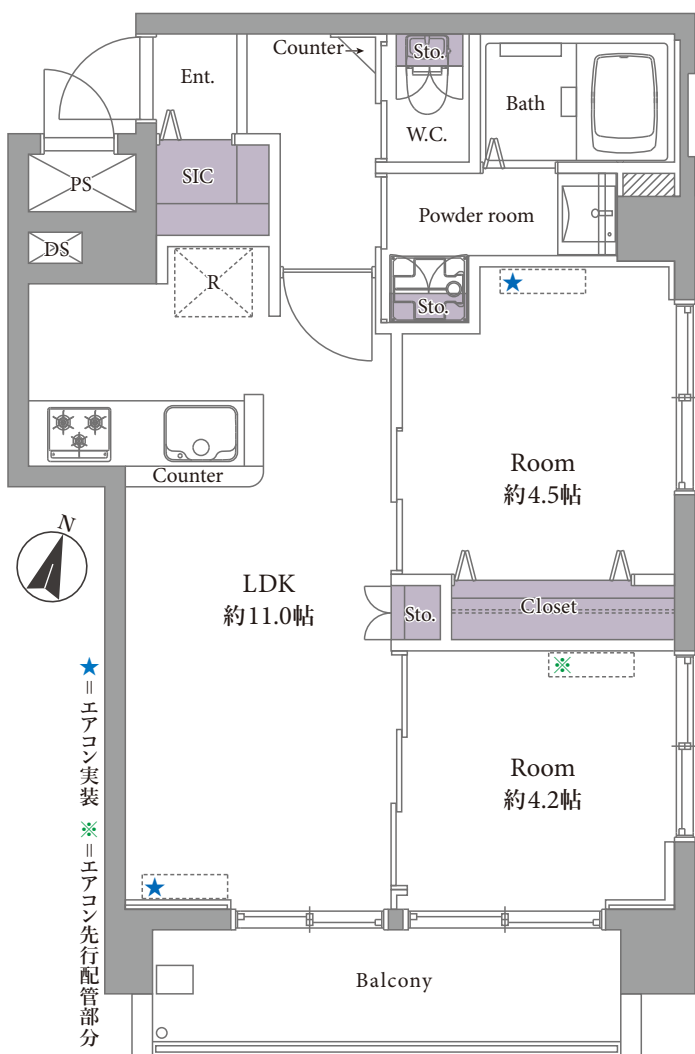 Counter
Sto.
Ent.
Bath
W.C.
SIC
PS
Powder room
DS
R
Sto.
Counter
Room
約4.5帖
N
LDK
約11.0帖
Sto.
Closet
※
Room
約4.2帖
★=エアコン実装 ※=エアコン先行配管部分
Balcony